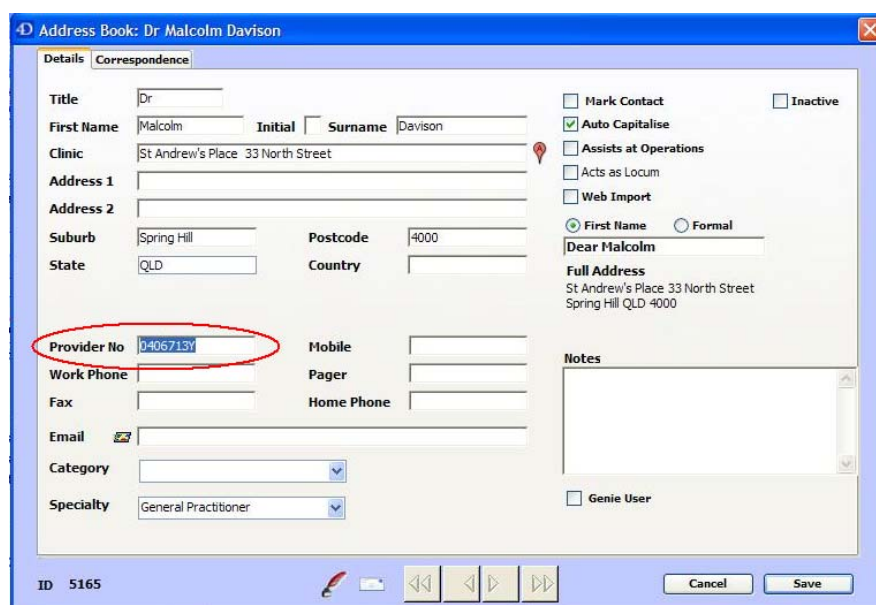 4D Address Book: Dr Malcolm Davison
Details Correspondence
Title Dr
First Name Malcolm Initial Surname Davison
Clinic St Andrew's Place 33 North Street
A
Address 1
Address 2
Suburb Spring Hill Postcode 4000
State QLD Country
Provider No 0406713Y Mobile
Work Phone Pager
Fax Home Phone
Email
Category
Specialty General Practitioner
Mark Contact Inactive
Auto Capitalise
Assists at Operations
Acts as Locum
Web Import
First Name Formal
Dear Malcolm
Full Address
St Andrew's Place 33 North Street
Spring Hill QLD 4000
Notes
Genie User
ID 5165
Cancel Save